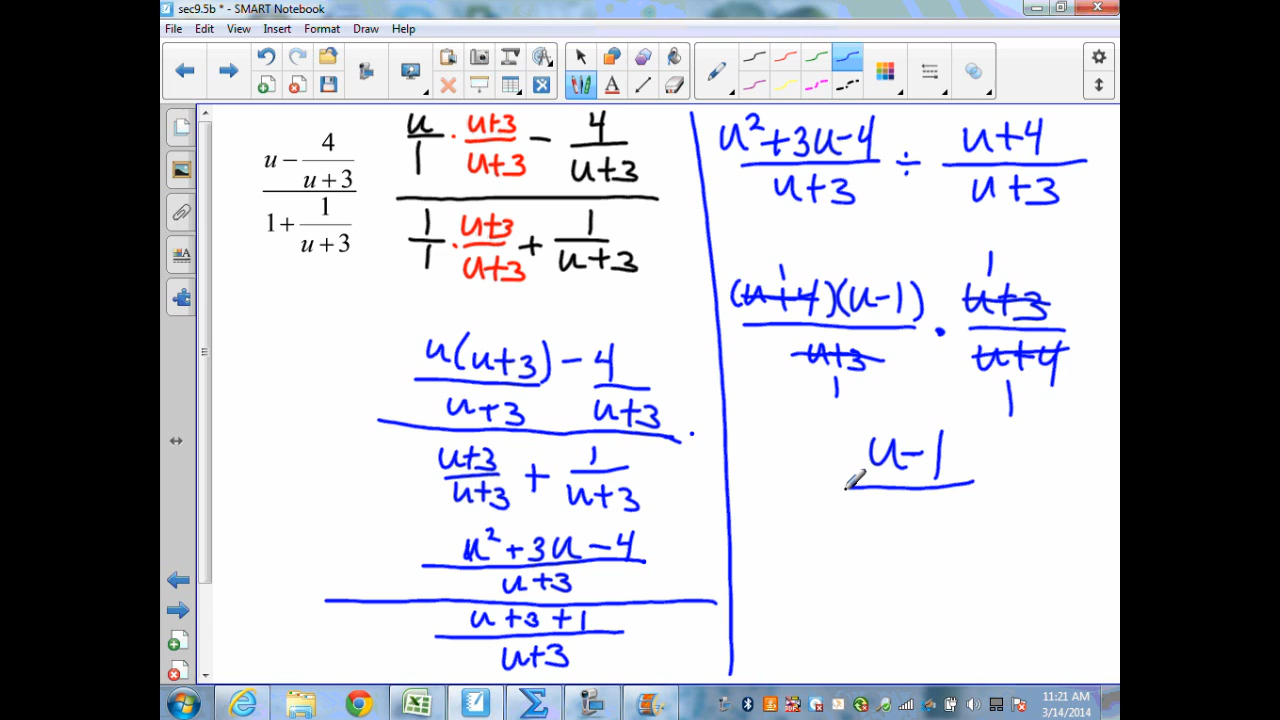 sec9.5b * - SMART Notebook
File Edit View Insert Format Draw Help
u − 4/(u + 3)
1 + 1/(u + 3)
u/1 · (u+3)/(u+3) − 4/(u+3)
1/1 · (u+3)/(u+3) + 1/(u+3)
u(u+3)/(u+3) − 4/(u+3)
(u+3)/(u+3) + 1/(u+3)
u² + 3u − 4
u+3
u + 3 + 1
u+3
(u² + 3u − 4)/(u+3) ÷ (u+4)/(u+3)
1 1
(u+4)(u−1)/(u+3) · (u+3)/(u+4)
1 1
u − 1
11:21 AM
3/14/2014